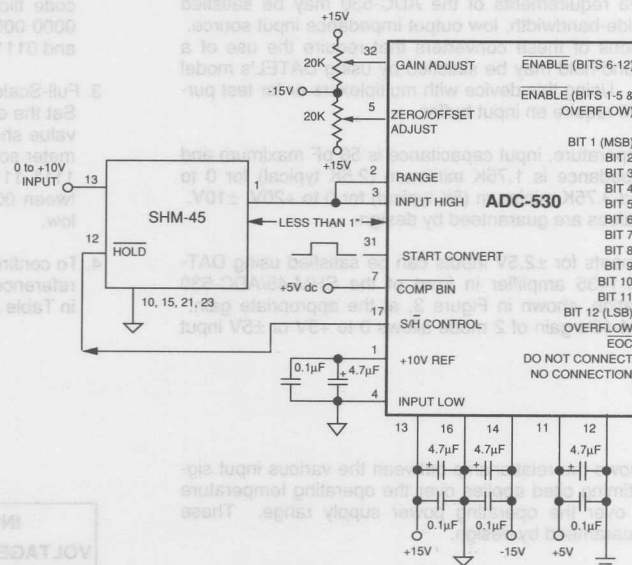 +15V
20K
32
GAIN ADJUST
ENABLE (BITS 6-12)
-15V
20K
5
ZERO/OFFSET
ADJUST
ENABLE (BITS 1-5 &
OVERFLOW)
+15V
BIT 1 (MSB)
BIT 2
BIT 3
BIT 4
BIT 5
BIT 6
BIT 7
BIT 8
BIT 9
BIT 10
BIT 11
BIT 12 (LSB)
OVERFLOW
EOC
DO NOT CONNECT
NO CONNECTION
0 to +10V
INPUT
13
1
2
RANGE
3
INPUT HIGH
ADC-530
SHM-45
LESS THAN 1"
12
HOLD
31
START CONVERT
7
+5V dc
COMP BIN
10, 15, 21, 23
17
S/H CONTROL
1
+10V REF
0.1µF
+ 4.7µF
4
INPUT LOW
13
16
14
11
12
4.7µF
4.7µF
4.7µF
+
+
+
0.1µF
0.1µF
0.1µF
+15V
-15V
+5V